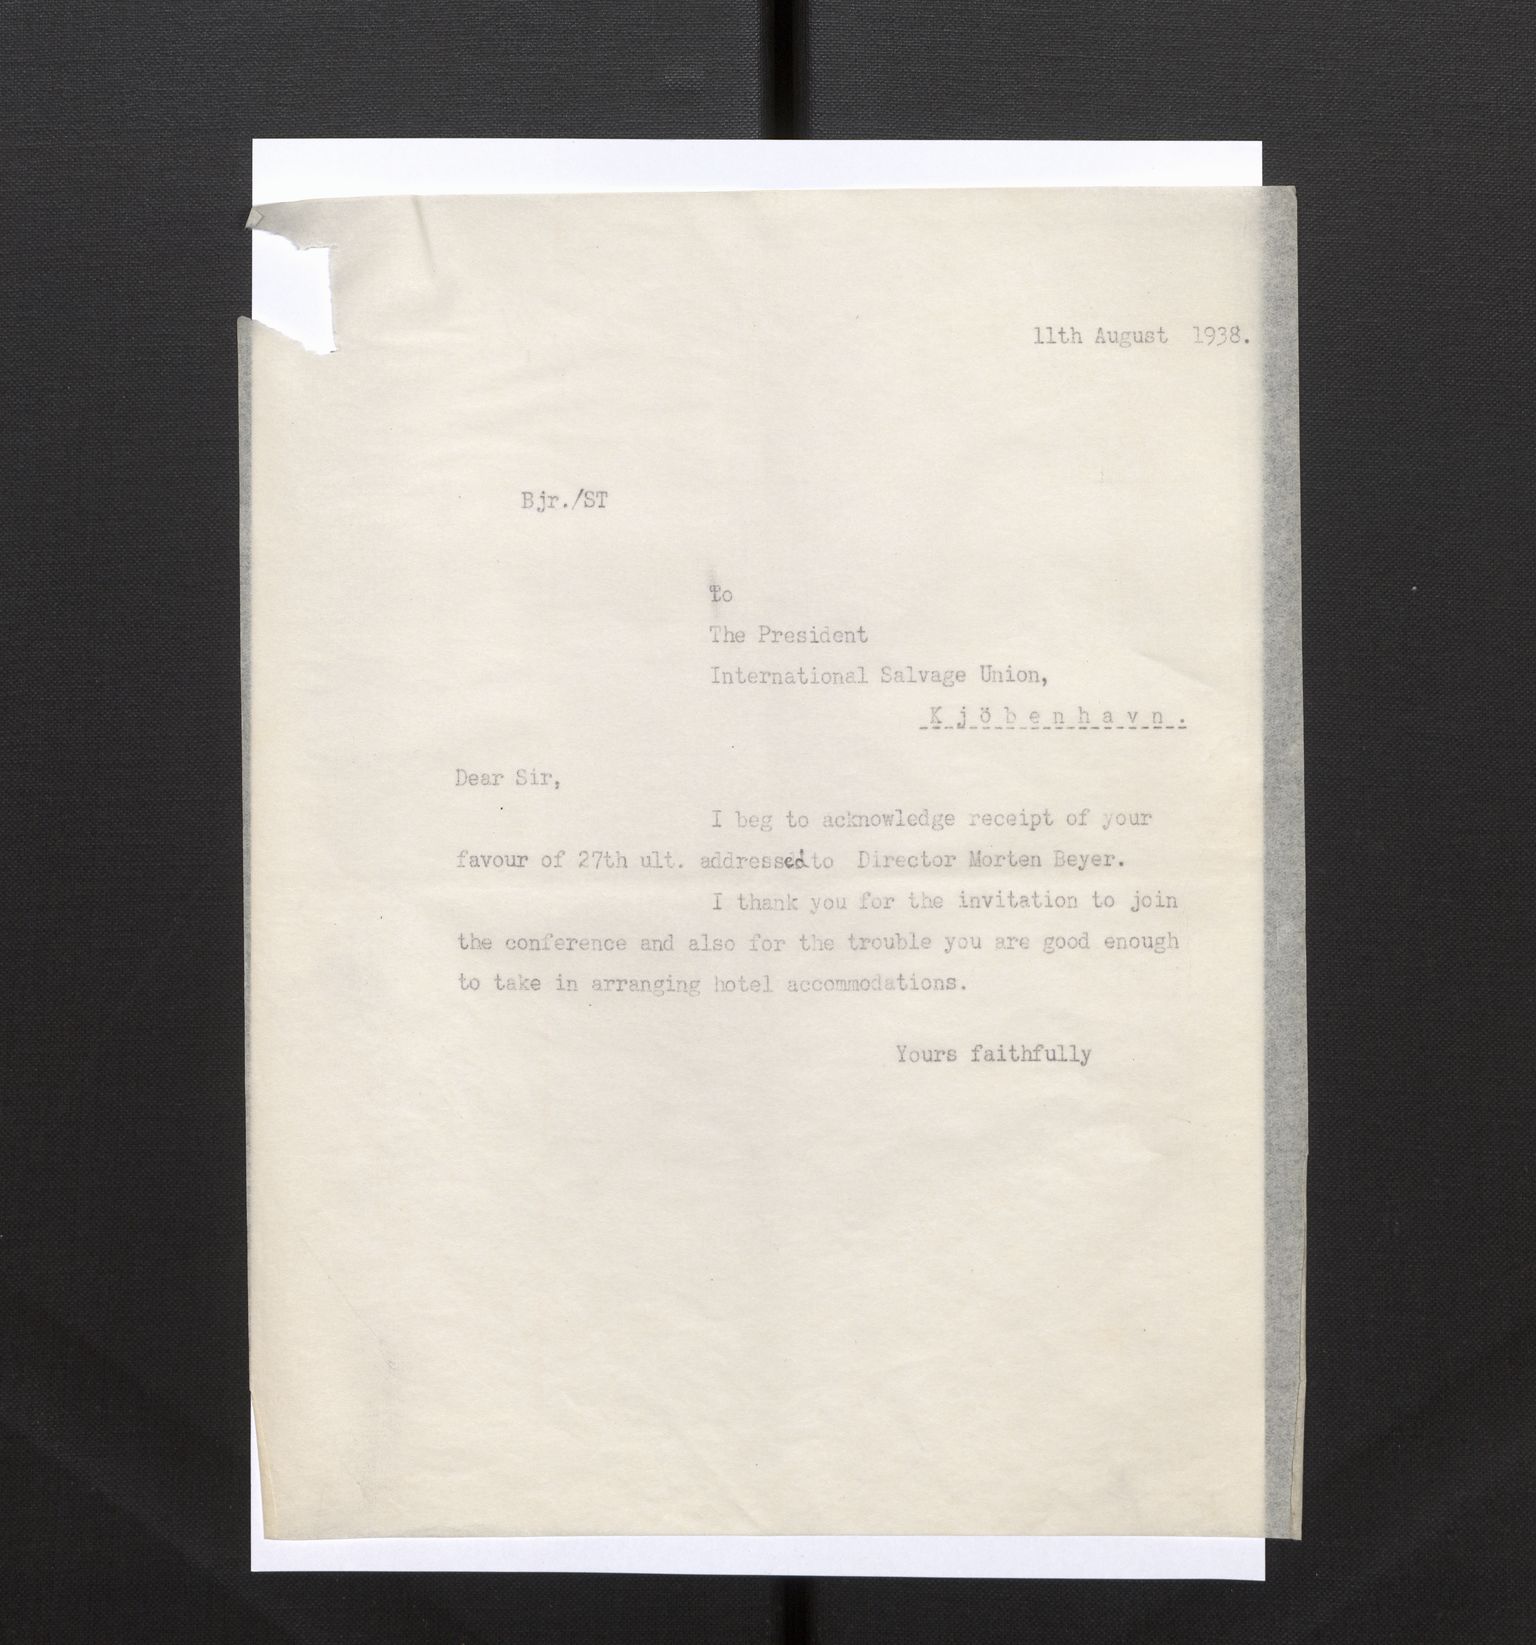 11th August 1938.
Bjr./ST
To
The President
International Salvage Union,
K j ö b e n h a v n .
Dear Sir,
I beg to acknowledge receipt of your
favour of 27th ult. addressed to Director Morten Beyer.
I thank you for the invitation to join
the conference and also for the trouble you are good enough
to take in arranging hotel accommodations.
Yours faithfully